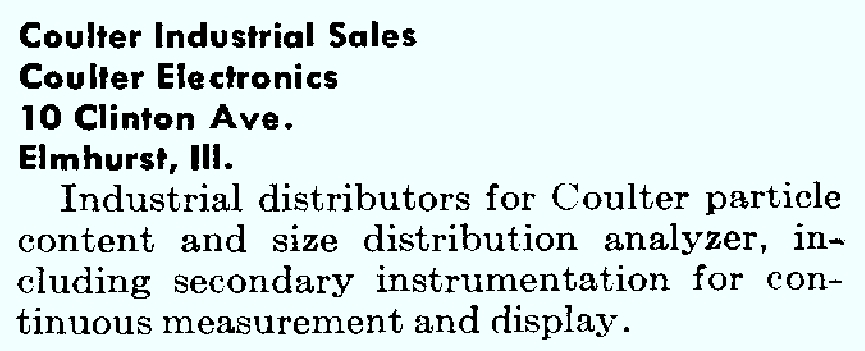 Coulter Industrial Sales
Coulter Electronics
10 Clinton Ave.
Elmhurst, Ill.
Industrial distributors for Coulter particle
content and size distribution analyzer, in-
cluding secondary instrumentation for con-
tinuous measurement and display.